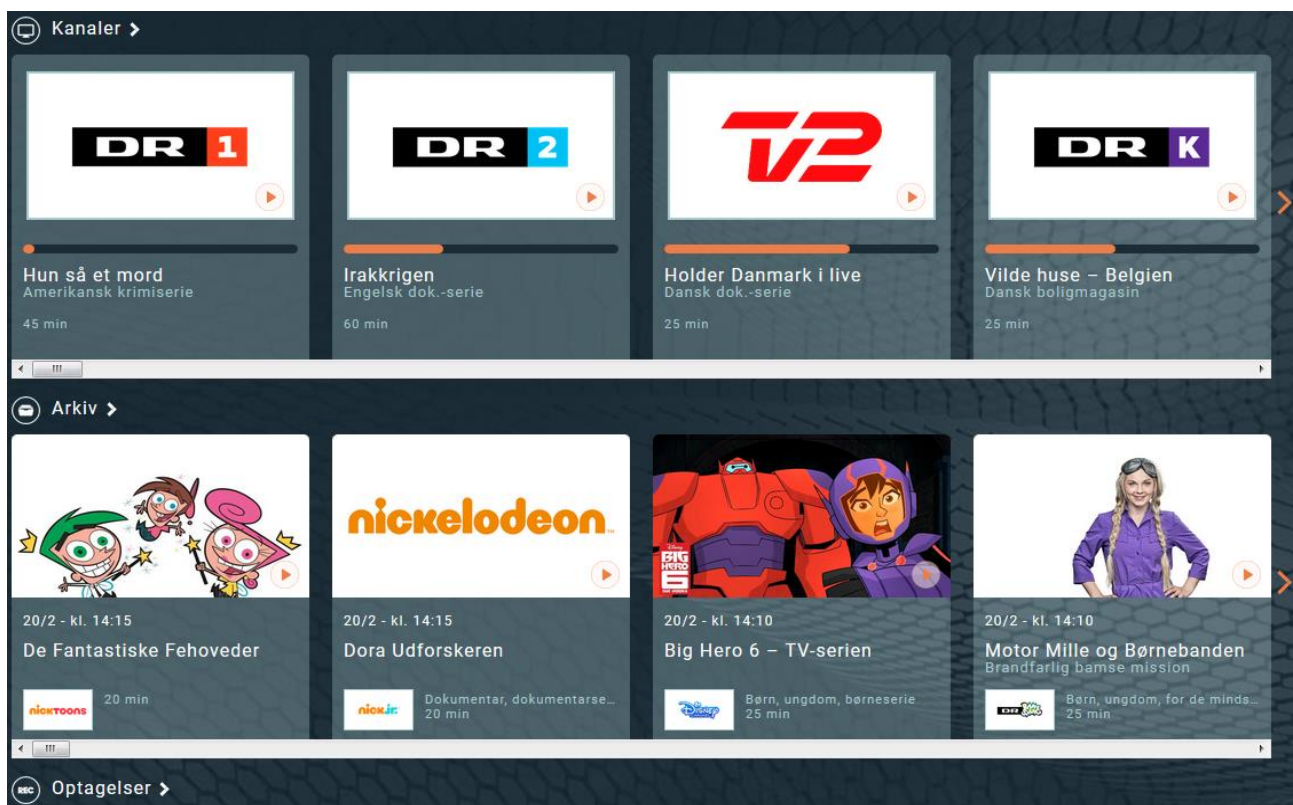 Kanaler
DR 1
DR 2
TV2
DR K
Hun så et mord
Amerikansk krimiserie
45 min
Irakkrigen
Engelsk dok.-serie
60 min
Holder Danmark i live
Dansk dok.-serie
25 min
Vilde huse – Belgien
Dansk boligmagasin
25 min
Arkiv
nickelodeon
Disney
BIG
HERO
6
20/2 - kl. 14:15
De Fantastiske Fehoveder
nicktoons
20 min
20/2 - kl. 14:15
Dora Udforskeren
nick jr.
Dokumentar, dokumentarse...
20 min
20/2 - kl. 14:10
Big Hero 6 – TV-serien
Disney
Børn, ungdom, børneserie
25 min
20/2 - kl. 14:10
Motor Mille og Børnebanden
Brandfarlig bamse mission
DR
Børn, ungdom, for de minds...
25 min
REC
Optagelser